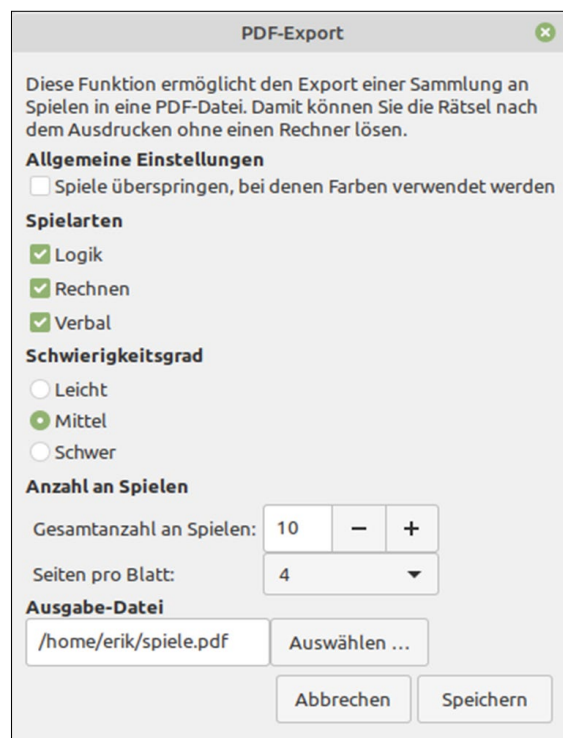 PDF-Export
Diese Funktion ermöglicht den Export einer Sammlung an
Spielen in eine PDF-Datei. Damit können Sie die Rätsel nach
dem Ausdrucken ohne einen Rechner lösen.
Allgemeine Einstellungen
Spiele überspringen, bei denen Farben verwendet werden
Spielarten
Logik
Rechnen
Verbal
Schwierigkeitsgrad
Leicht
Mittel
Schwer
Anzahl an Spielen
Gesamtanzahl an Spielen: 10 − +
Seiten pro Blatt: 4
Ausgabe-Datei
/home/erik/spiele.pdf Auswählen ...
Abbrechen Speichern